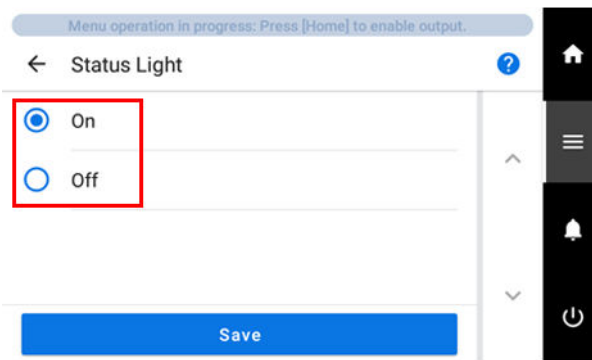 Menu operation in progress: Press [Home] to enable output.
Status Light
?
On
Off
Save